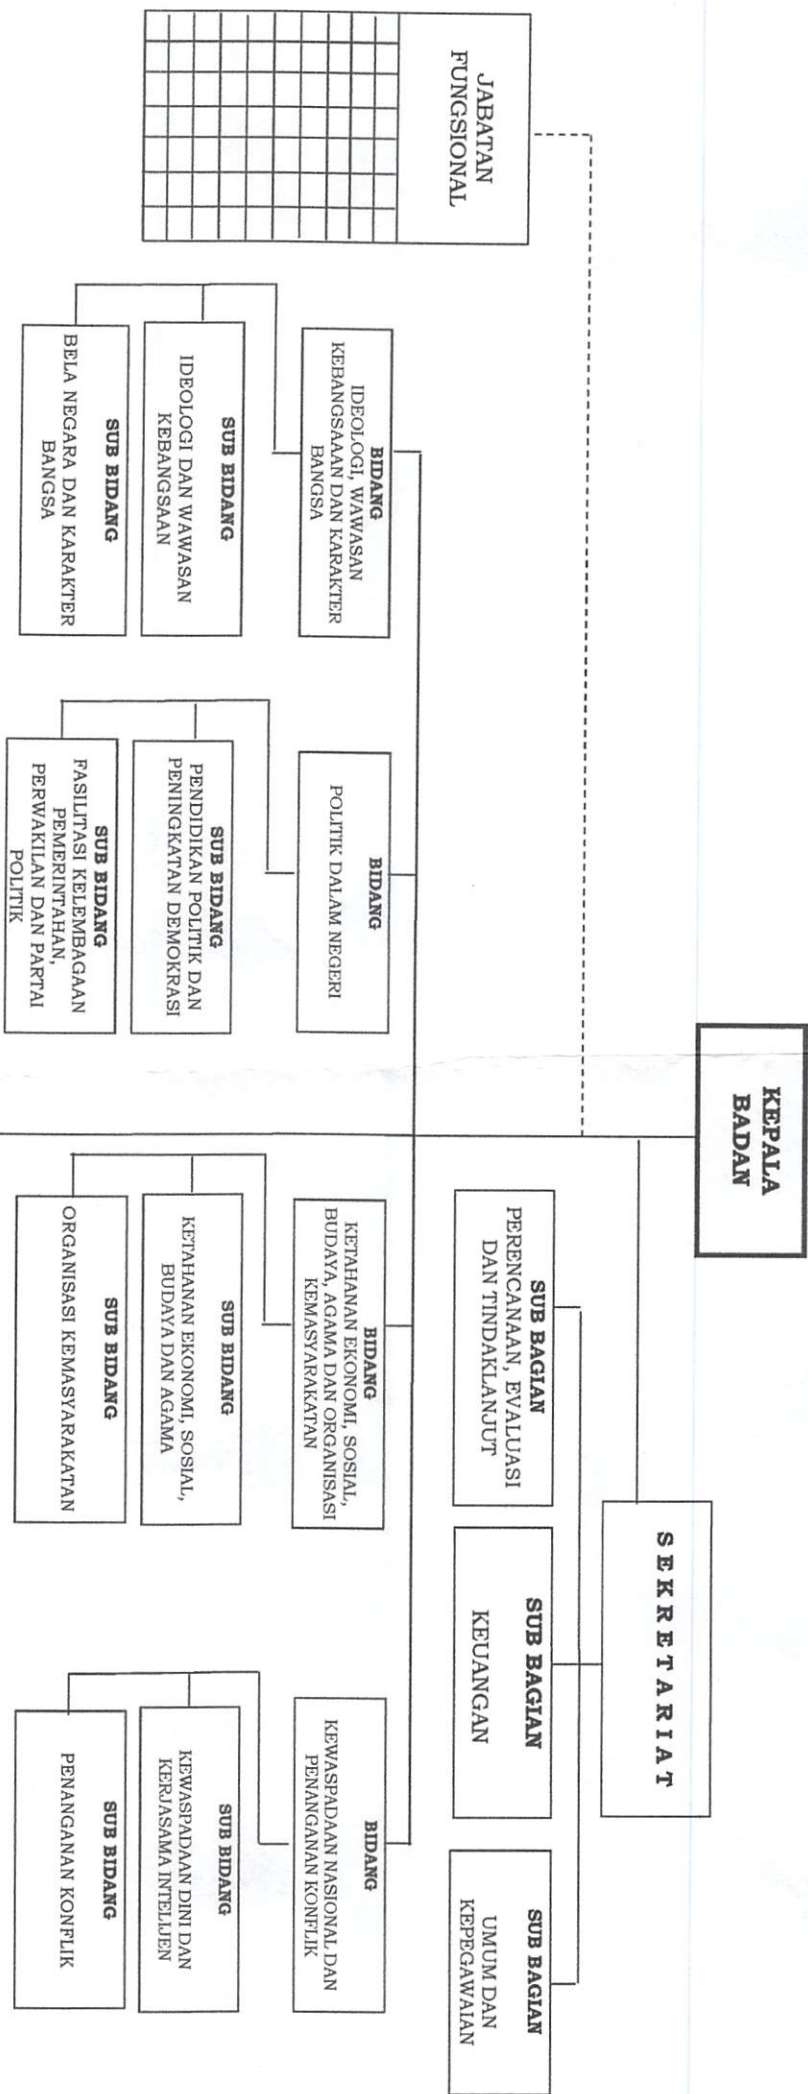 KEPALA
BADAN
SEKRETARIAT
SUB BAGIAN
PERENCANAAN, EVALUASI
DAN TINDAKLANJUT
SUB BAGIAN
KEUANGAN
SUB BAGIAN
UMUM DAN
KEPEGAWAIAN
JABATAN
FUNGSIONAL
BIDANG
IDEOLOGI, WAWASAN
KEBANGSAAAN DAN KARAKTER
BANGSA
SUB BIDANG
IDEOLOGI DAN WAWASAN
KEBANGSAAN
SUB BIDANG
BELA NEGARA DAN KARAKTER
BANGSA
BIDANG
POLITIK DALAM NEGERI
SUB BIDANG
PENDIDIKAN POLITIK DAN
PENINGKATAN DEMOKRASI
SUB BIDANG
FASILITASI KELEMBAGAAN
PEMERINTAHAN,
PERWAKILAN DAN PARTAI
POLITIK
BIDANG
KETAHANAN EKONOMI, SOSIAL,
BUDAYA, AGAMA DAN ORGANISASI
KEMASYARAKATAN
SUB BIDANG
KETAHANAN EKONOMI, SOSIAL,
BUDAYA DAN AGAMA
SUB BIDANG
ORGANISASI KEMASYARAKATAN
BIDANG
KEWASPADAAN NASIONAL DAN
PENANGANAN KONFLIK
SUB BIDANG
KEWASPADAAN DINI DAN
KERJASAMA INTELIJEN
SUB BIDANG
PENANGANAN KONFLIK